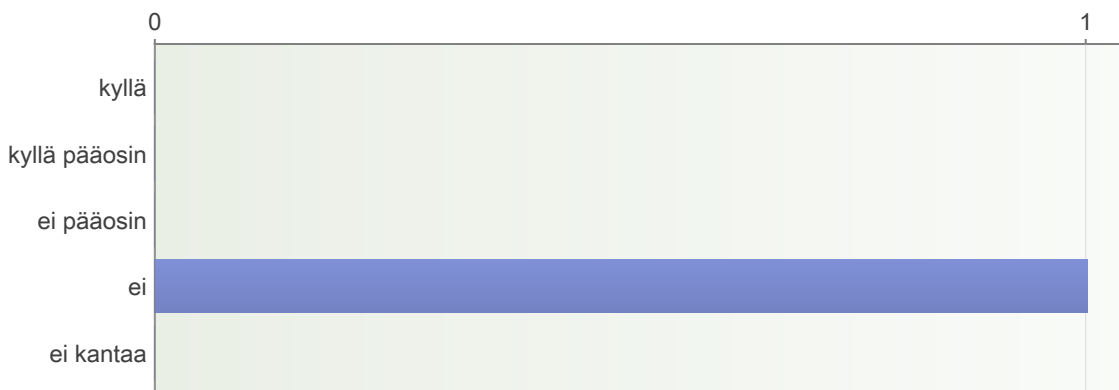 0 1
kyllä
kyllä pääosin
ei pääosin
ei
ei kantaa